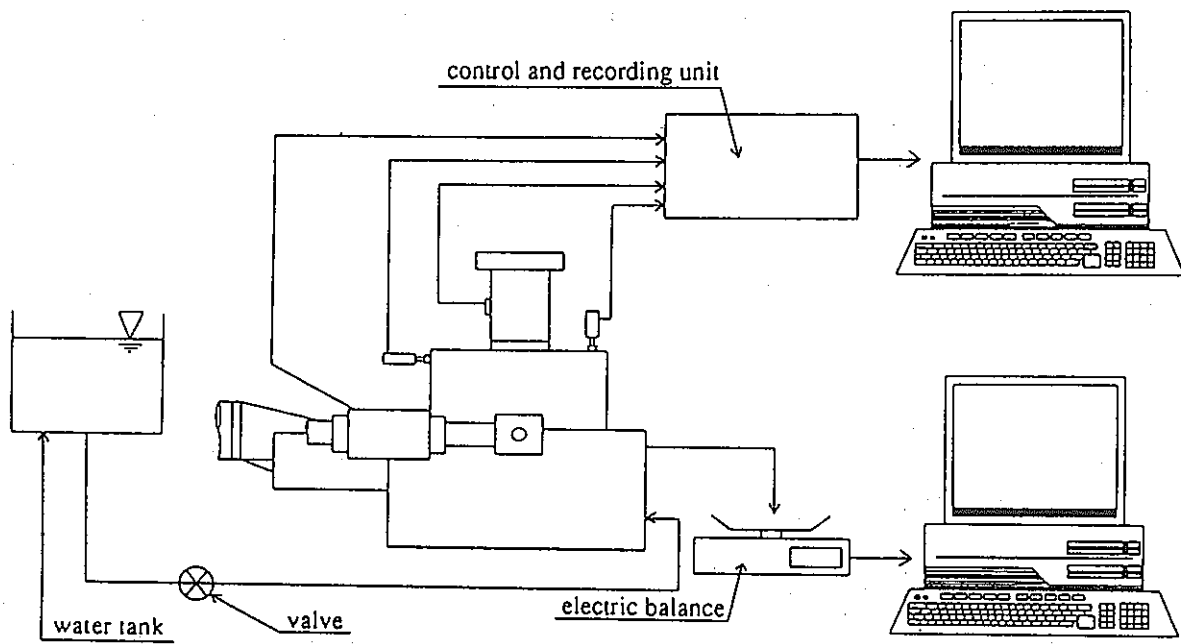 control and recording unit
electric balance
valve
water tank